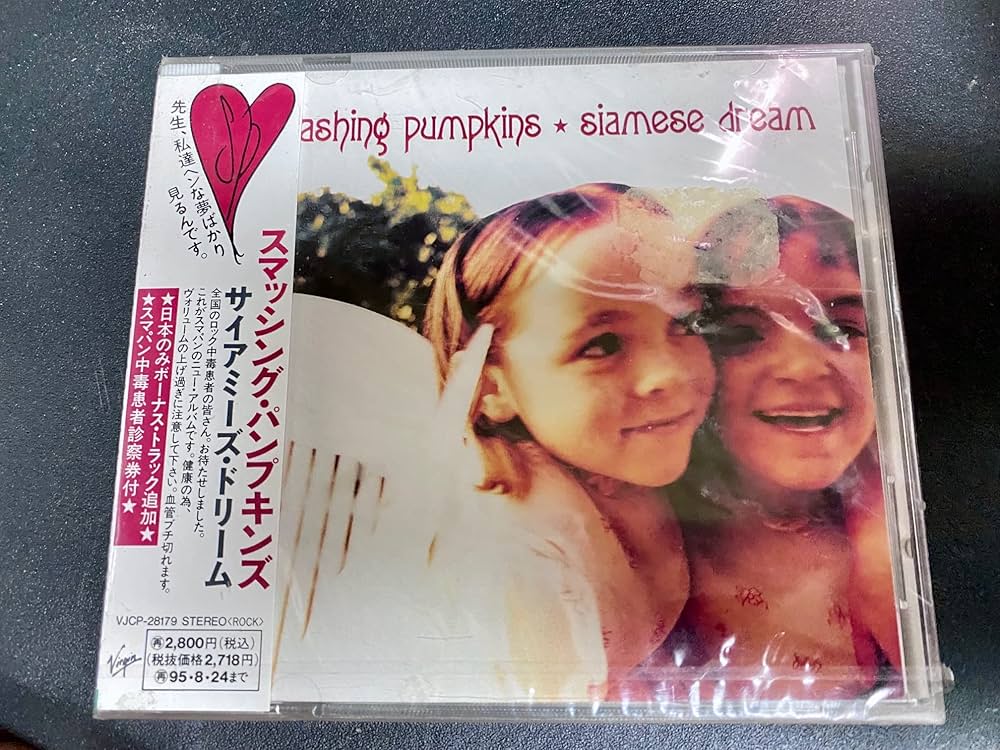 ashing pumpkins ★ siamese dream
先生、私達ヘンな夢ばかり
見るんです。
スマッシング・パンプキンズ
サイアミーズ・ドリーム
全国のロック中毒患者の皆さん。お待たせしました。
これがスマパンのニュー・アルバムです。健康の為、
ヴォリュームの上げ過ぎに注意して下さい。血管ブチ切れます。
★日本のみボーナス・トラック追加★
★スマパン中毒患者診察券付★
VJCP-28179 STEREO〈ROCK〉
Virgin
再2,800円(税込)
(税抜価格2,718円)
再95・8・24まで